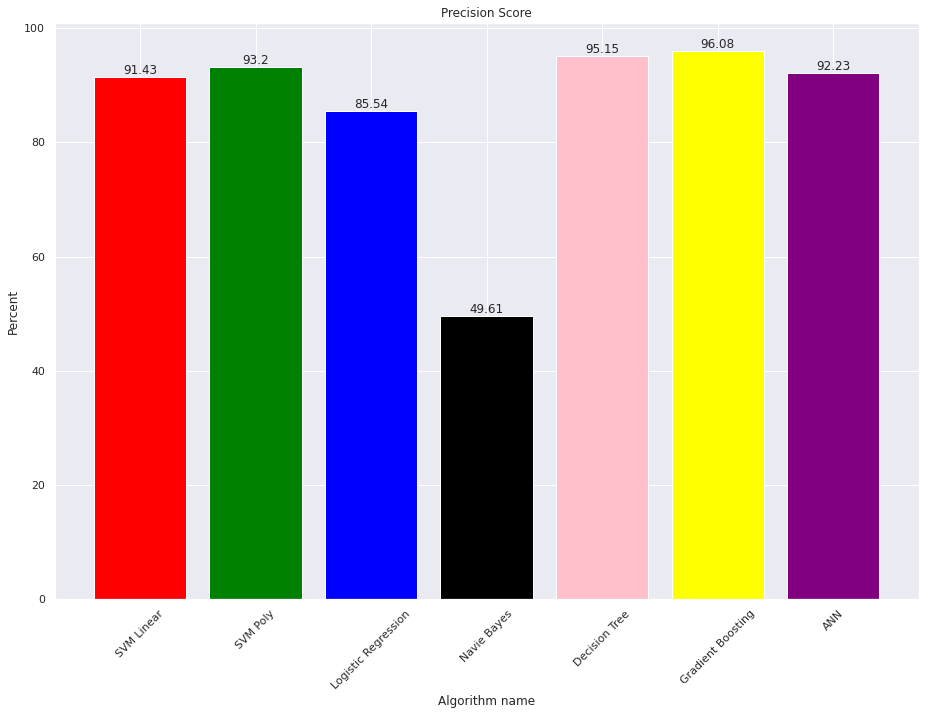 Precision Score
100
80
60
40
20
0
Percent
91.43
93.2
85.54
49.61
95.15
96.08
92.23
SVM Linear
SVM Poly
Logistic Regression
Navie Bayes
Decision Tree
Gradient Boosting
ANN
Algorithm name